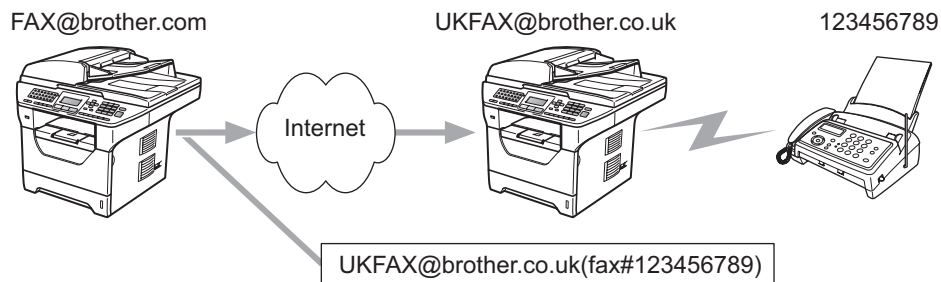 FAX@brother.com
UKFAX@brother.co.uk
123456789
Internet
UKFAX@brother.co.uk(fax#123456789)